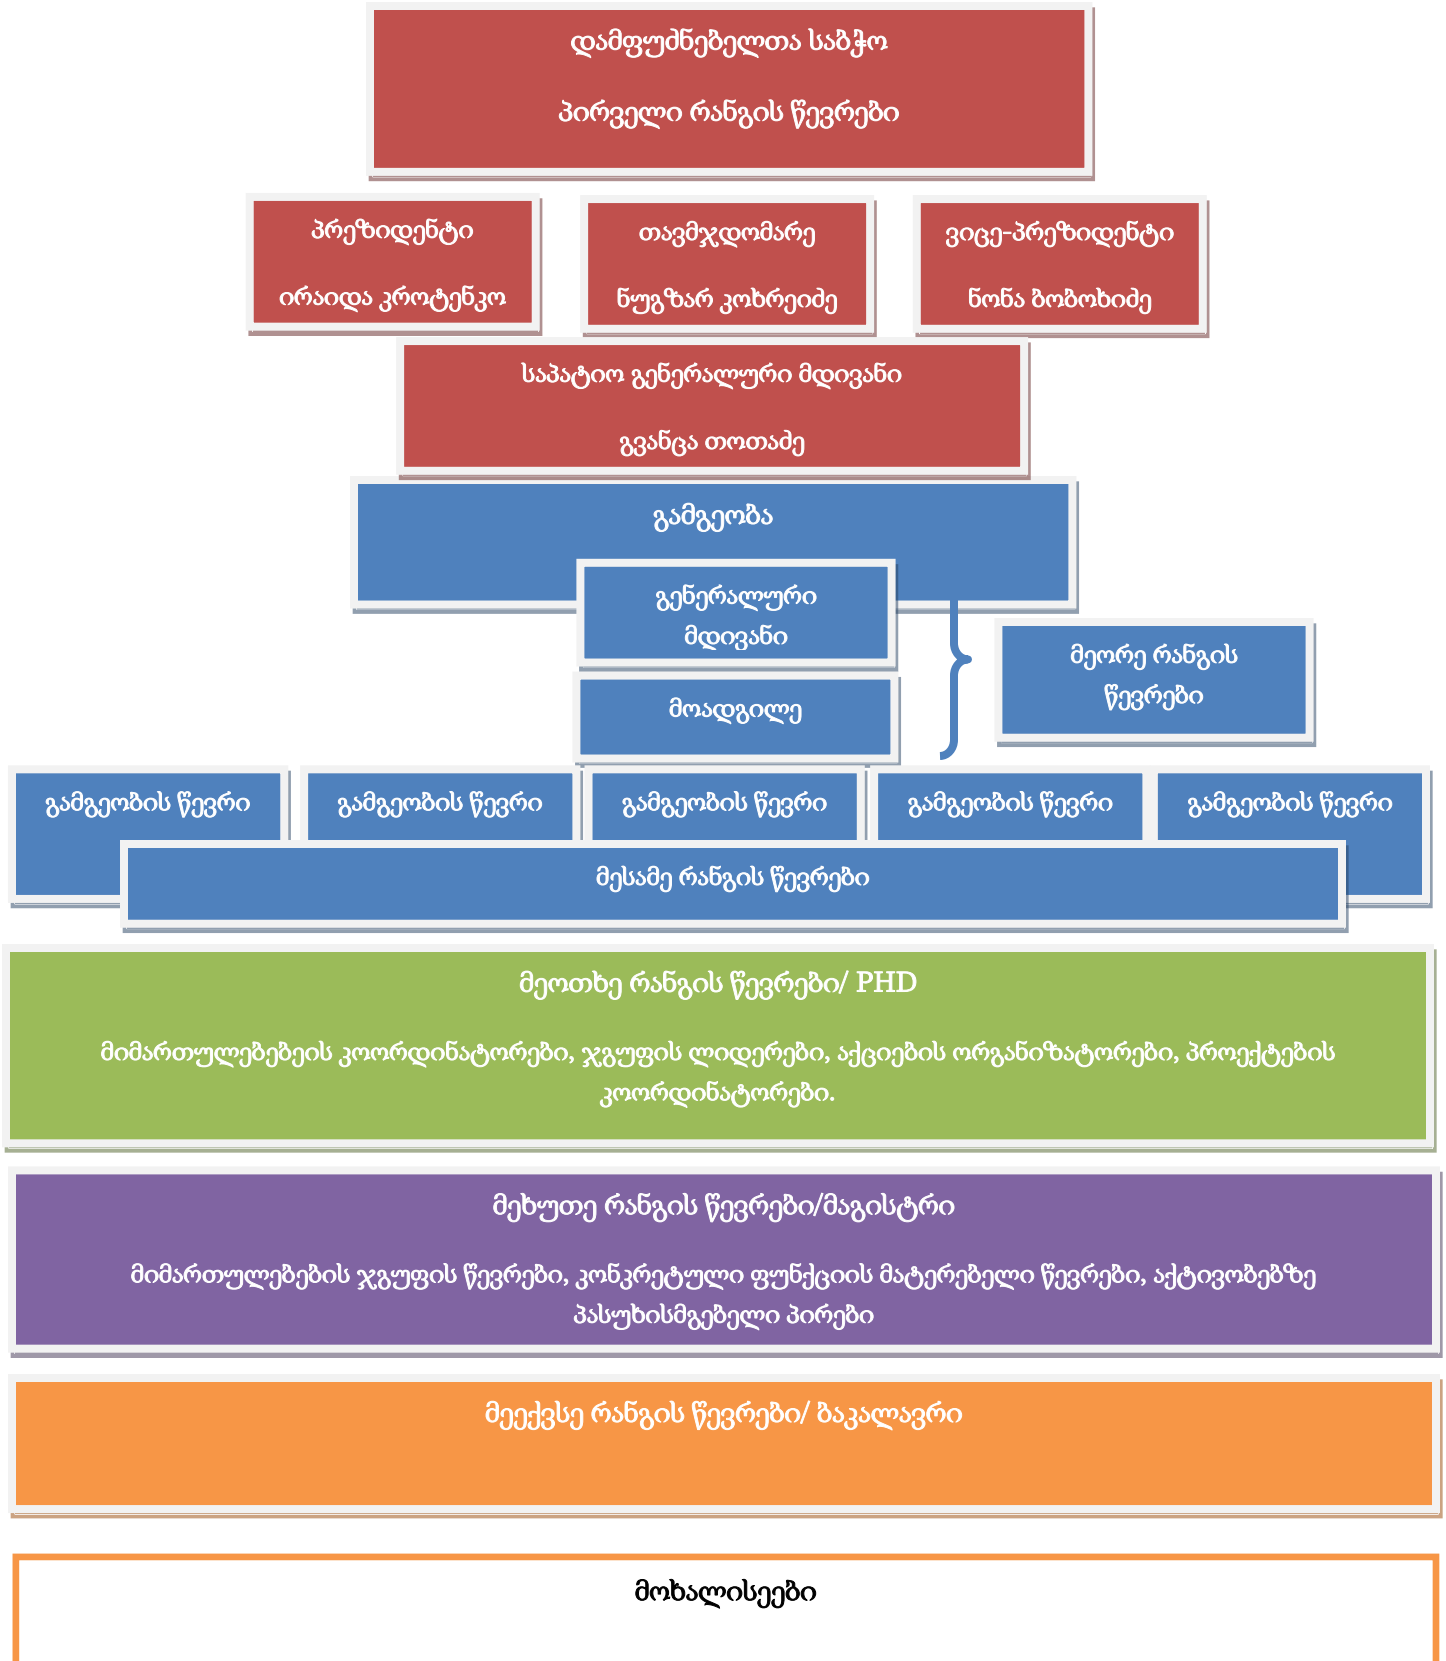 დამფუძნებელთა საბჭო
პირველი რანგის წევრები
პრეზიდენტი
ირაიდა კროტენკო
თავმჯდომარე
ნუგზარ კოხრეიძე
ვიცე-პრეზიდენტი
ნონა ბობოხიძე
საპატიო გენერალური მდივანი
გვანცა თოთაძე
გამგეობა
გენერალური
მდივანი
მოადგილე
მეორე რანგის
წევრები
გამგეობის წევრი
გამგეობის წევრი
გამგეობის წევრი
გამგეობის წევრი
გამგეობის წევრი
მესამე რანგის წევრები
მეოთხე რანგის წევრები/ PHD
მიმართულებებეის კოორდინატორები, ჯგუფის ლიდერები, აქციების ორგანიზატორები, პროექტების
კოორდინატორები.
მეხუთე რანგის წევრები/მაგისტრი
მიმართულებების ჯგუფის წევრები, კონკრეტული ფუნქციის მატერებელი წევრები, აქტივობებზე
პასუხისმგებელი პირები
მეექვსე რანგის წევრები/ ბაკალავრი
მოხალისეები